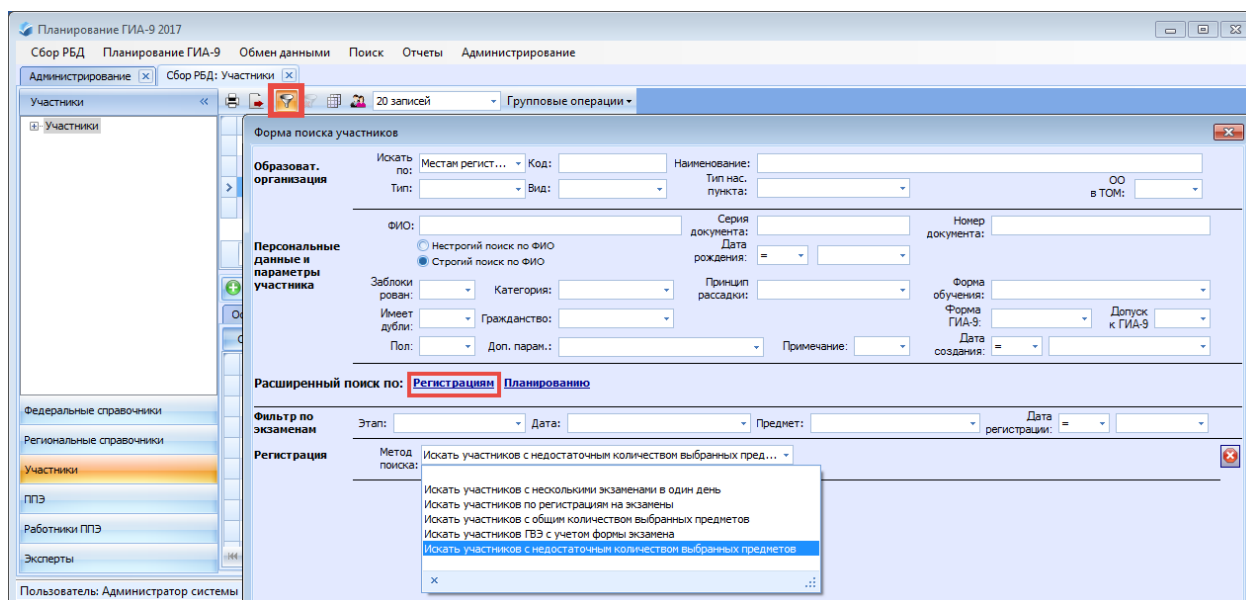 Планирование ГИА-9 2017
Сбор РБД Планирование ГИА-9 Обмен данными Поиск Отчеты Администрирование
Администрирование Сбор РБД: Участники
Участники « 20 записей Групповые операции
Участники
Форма поиска участников
Образоват. организация
Искать по: Местам регист... Код: Наименование:
Тип: Вид: Тип нас. пункта: ОО в ТОМ:
Персональные данные и параметры участника
ФИО: Серия документа: Номер документа:
Нестрогий поиск по ФИО
Строгий поиск по ФИО
Дата рождения: =
Заблоки рован: Категория: Принцип рассадки: Форма обучения:
Имеет дубли: Гражданство: Форма ГИА-9: Допуск к ГИА-9
Пол: Доп. парам.: Примечание: Дата создания: =
Расширенный поиск по: Регистрациям Планированию
Фильтр по экзаменам
Этап: Дата: Предмет: Дата регистрации: =
Регистрация
Метод поиска: Искать участников с недостаточным количеством выбранных пред...
Искать участников с несколькими экзаменами в один день
Искать участников по регистрациям на экзамены
Искать участников с общим количеством выбранных предметов
Искать участников ГВЭ с учетом формы экзамена
Искать участников с недостаточным количеством выбранных предметов
Федеральные справочники
Региональные справочники
Участники
ППЭ
Работники ППЭ
Эксперты
Пользователь: Администратор системы